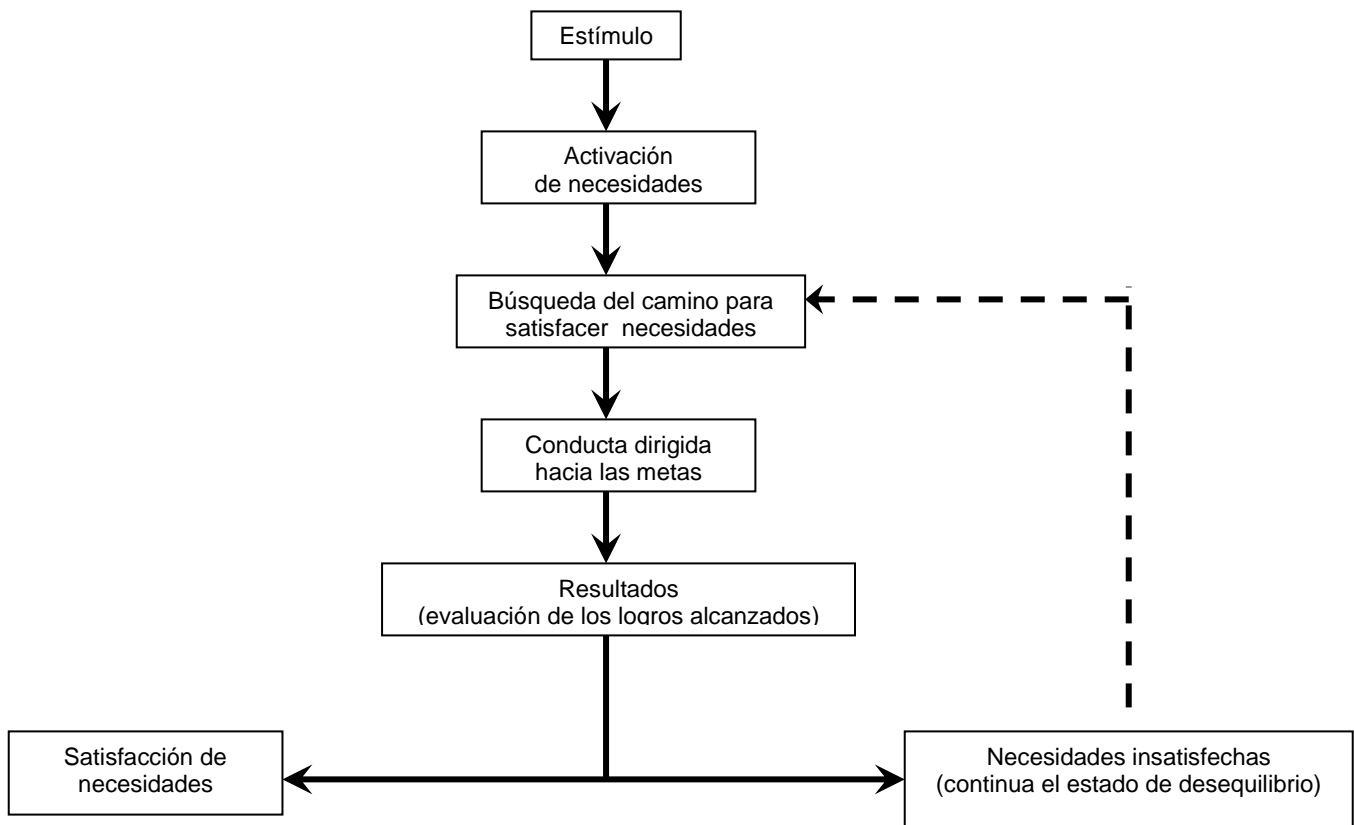 Estímulo
Activación
de necesidades
Búsqueda del camino para
satisfacer necesidades
Conducta dirigida
hacia las metas
Resultados
(evaluación de los logros alcanzados)
Satisfacción de
necesidades
Necesidades insatisfechas
(continua el estado de desequilibrio)